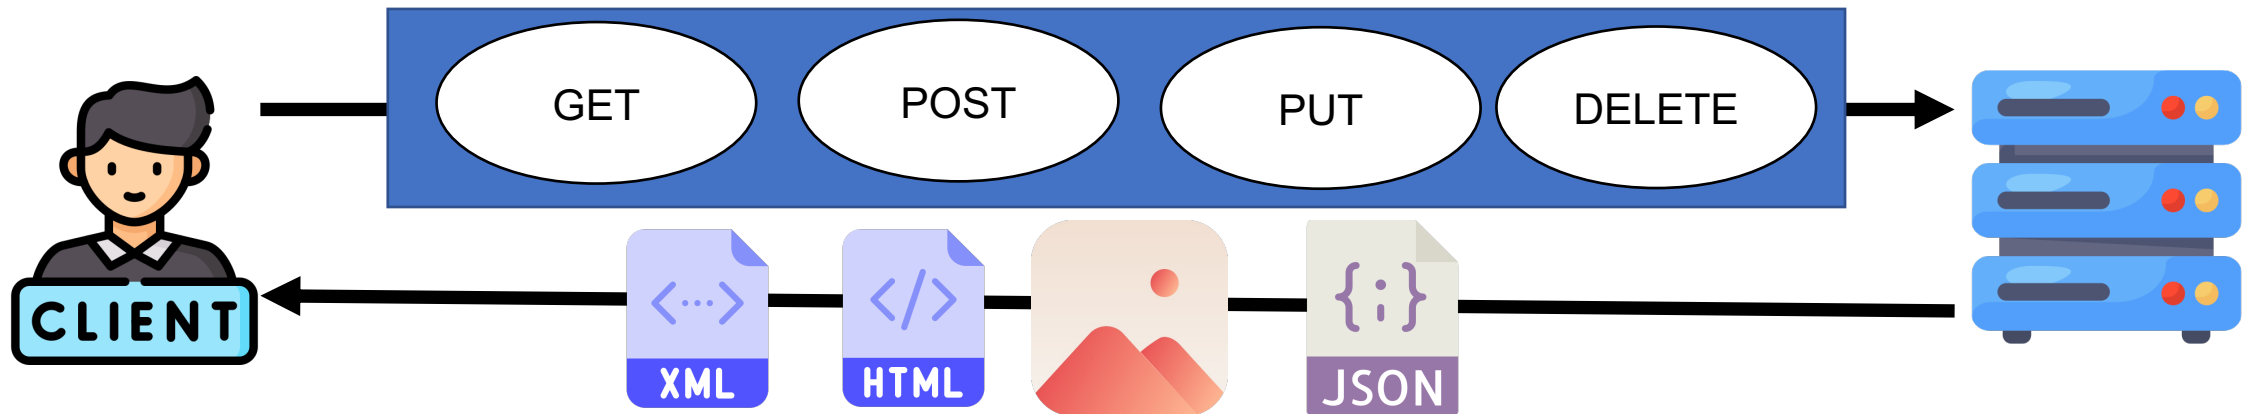 GET
POST
PUT
DELETE
CLIENT
XML
HTML
JSON